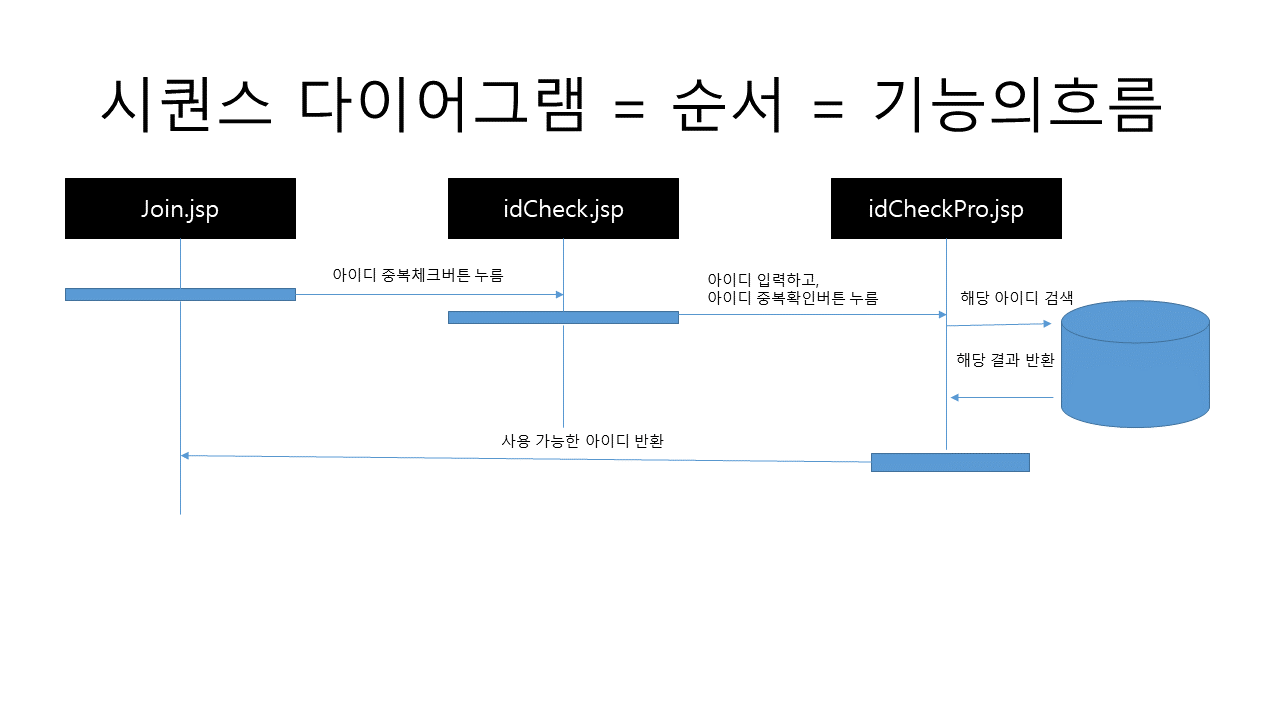 시퀀스 다이어그램 = 순서 = 기능의흐름
Join.jsp
idCheck.jsp
idCheckPro.jsp
아이디 중복체크버튼 누름
아이디 입력하고,
아이디 중복확인버튼 누름
해당 아이디 검색
해당 결과 반환
사용 가능한 아이디 반환